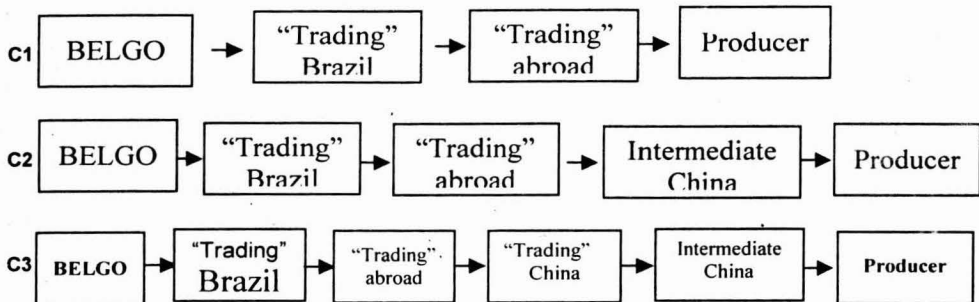 C1 BELGO “Trading” Brazil “Trading” abroad Producer
C2 BELGO “Trading” Brazil “Trading” abroad Intermediate China Producer
C3 BELGO "Trading" Brazil “Trading” abroad “Trading” China Intermediate China Producer